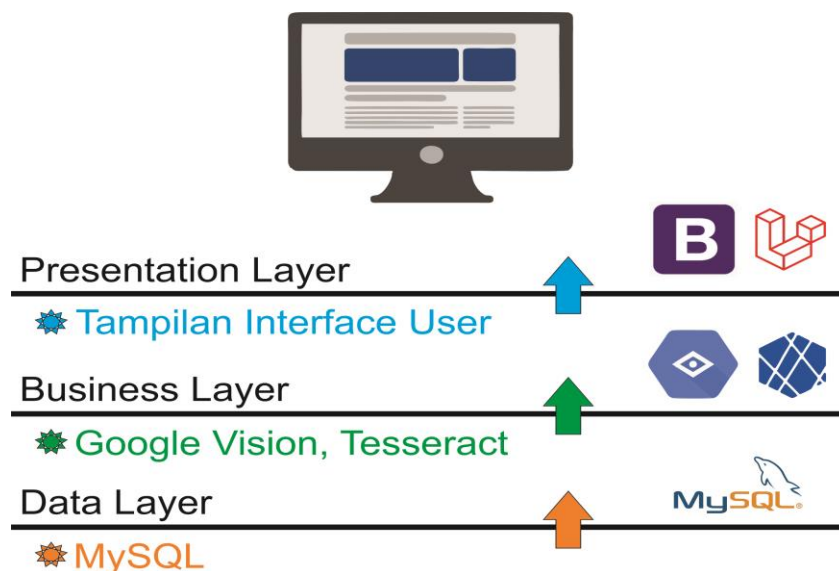 B
Presentation Layer
Tampilan Interface User
Business Layer
Google Vision, Tesseract
Data Layer
MySQL®
MySQL